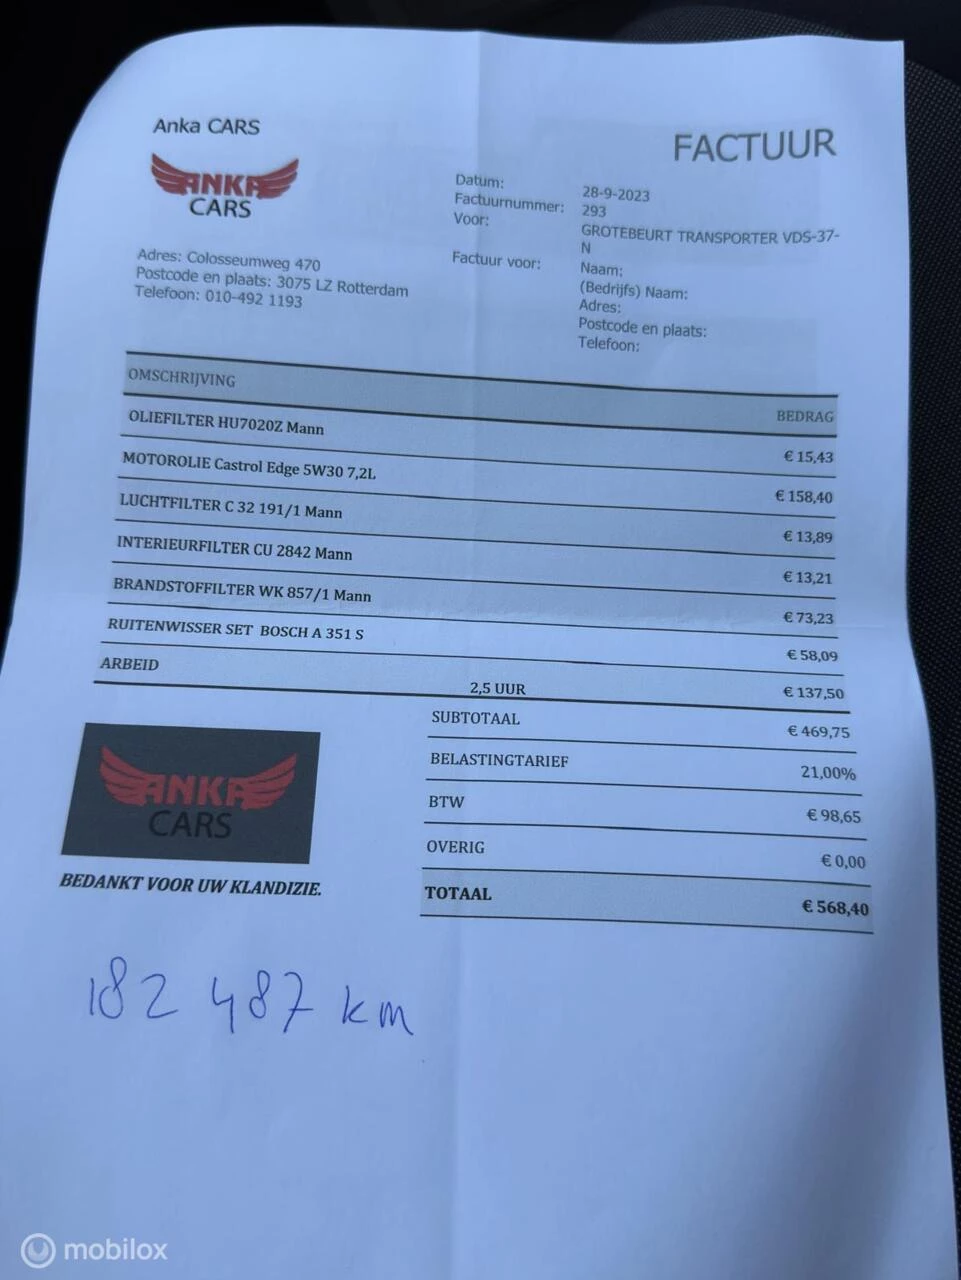 Anka CARS
FACTUUR
ANKA
CARS
Datum: 28-9-2023
Factuurnummer: 293
Voor: GROTEBEURT TRANSPORTER VDS-37-
N
Adres: Colosseumweg 470
Postcode en plaats: 3075 LZ Rotterdam
Telefoon: 010-492 1193
Factuur voor: Naam:
(Bedrijfs) Naam:
Adres:
Postcode en plaats:
Telefoon:
OMSCHRIJVING BEDRAG
OLIEFILTER HU7020Z Mann € 15,43
MOTOROLIE Castrol Edge 5W30 7,2L € 158,40
LUCHTFILTER C 32 191/1 Mann € 13,89
INTERIEURFILTER CU 2842 Mann € 13,21
BRANDSTOFFILTER WK 857/1 Mann € 73,23
RUITENWISSER SET BOSCH A 351 S € 58,09
ARBEID 2,5 UUR € 137,50
SUBTOTAAL € 469,75
BELASTINGTARIEF 21,00%
BTW € 98,65
OVERIG € 0,00
TOTAAL € 568,40
ANKA
CARS
BEDANKT VOOR UW KLANDIZIE.
182 487 km
mobilox